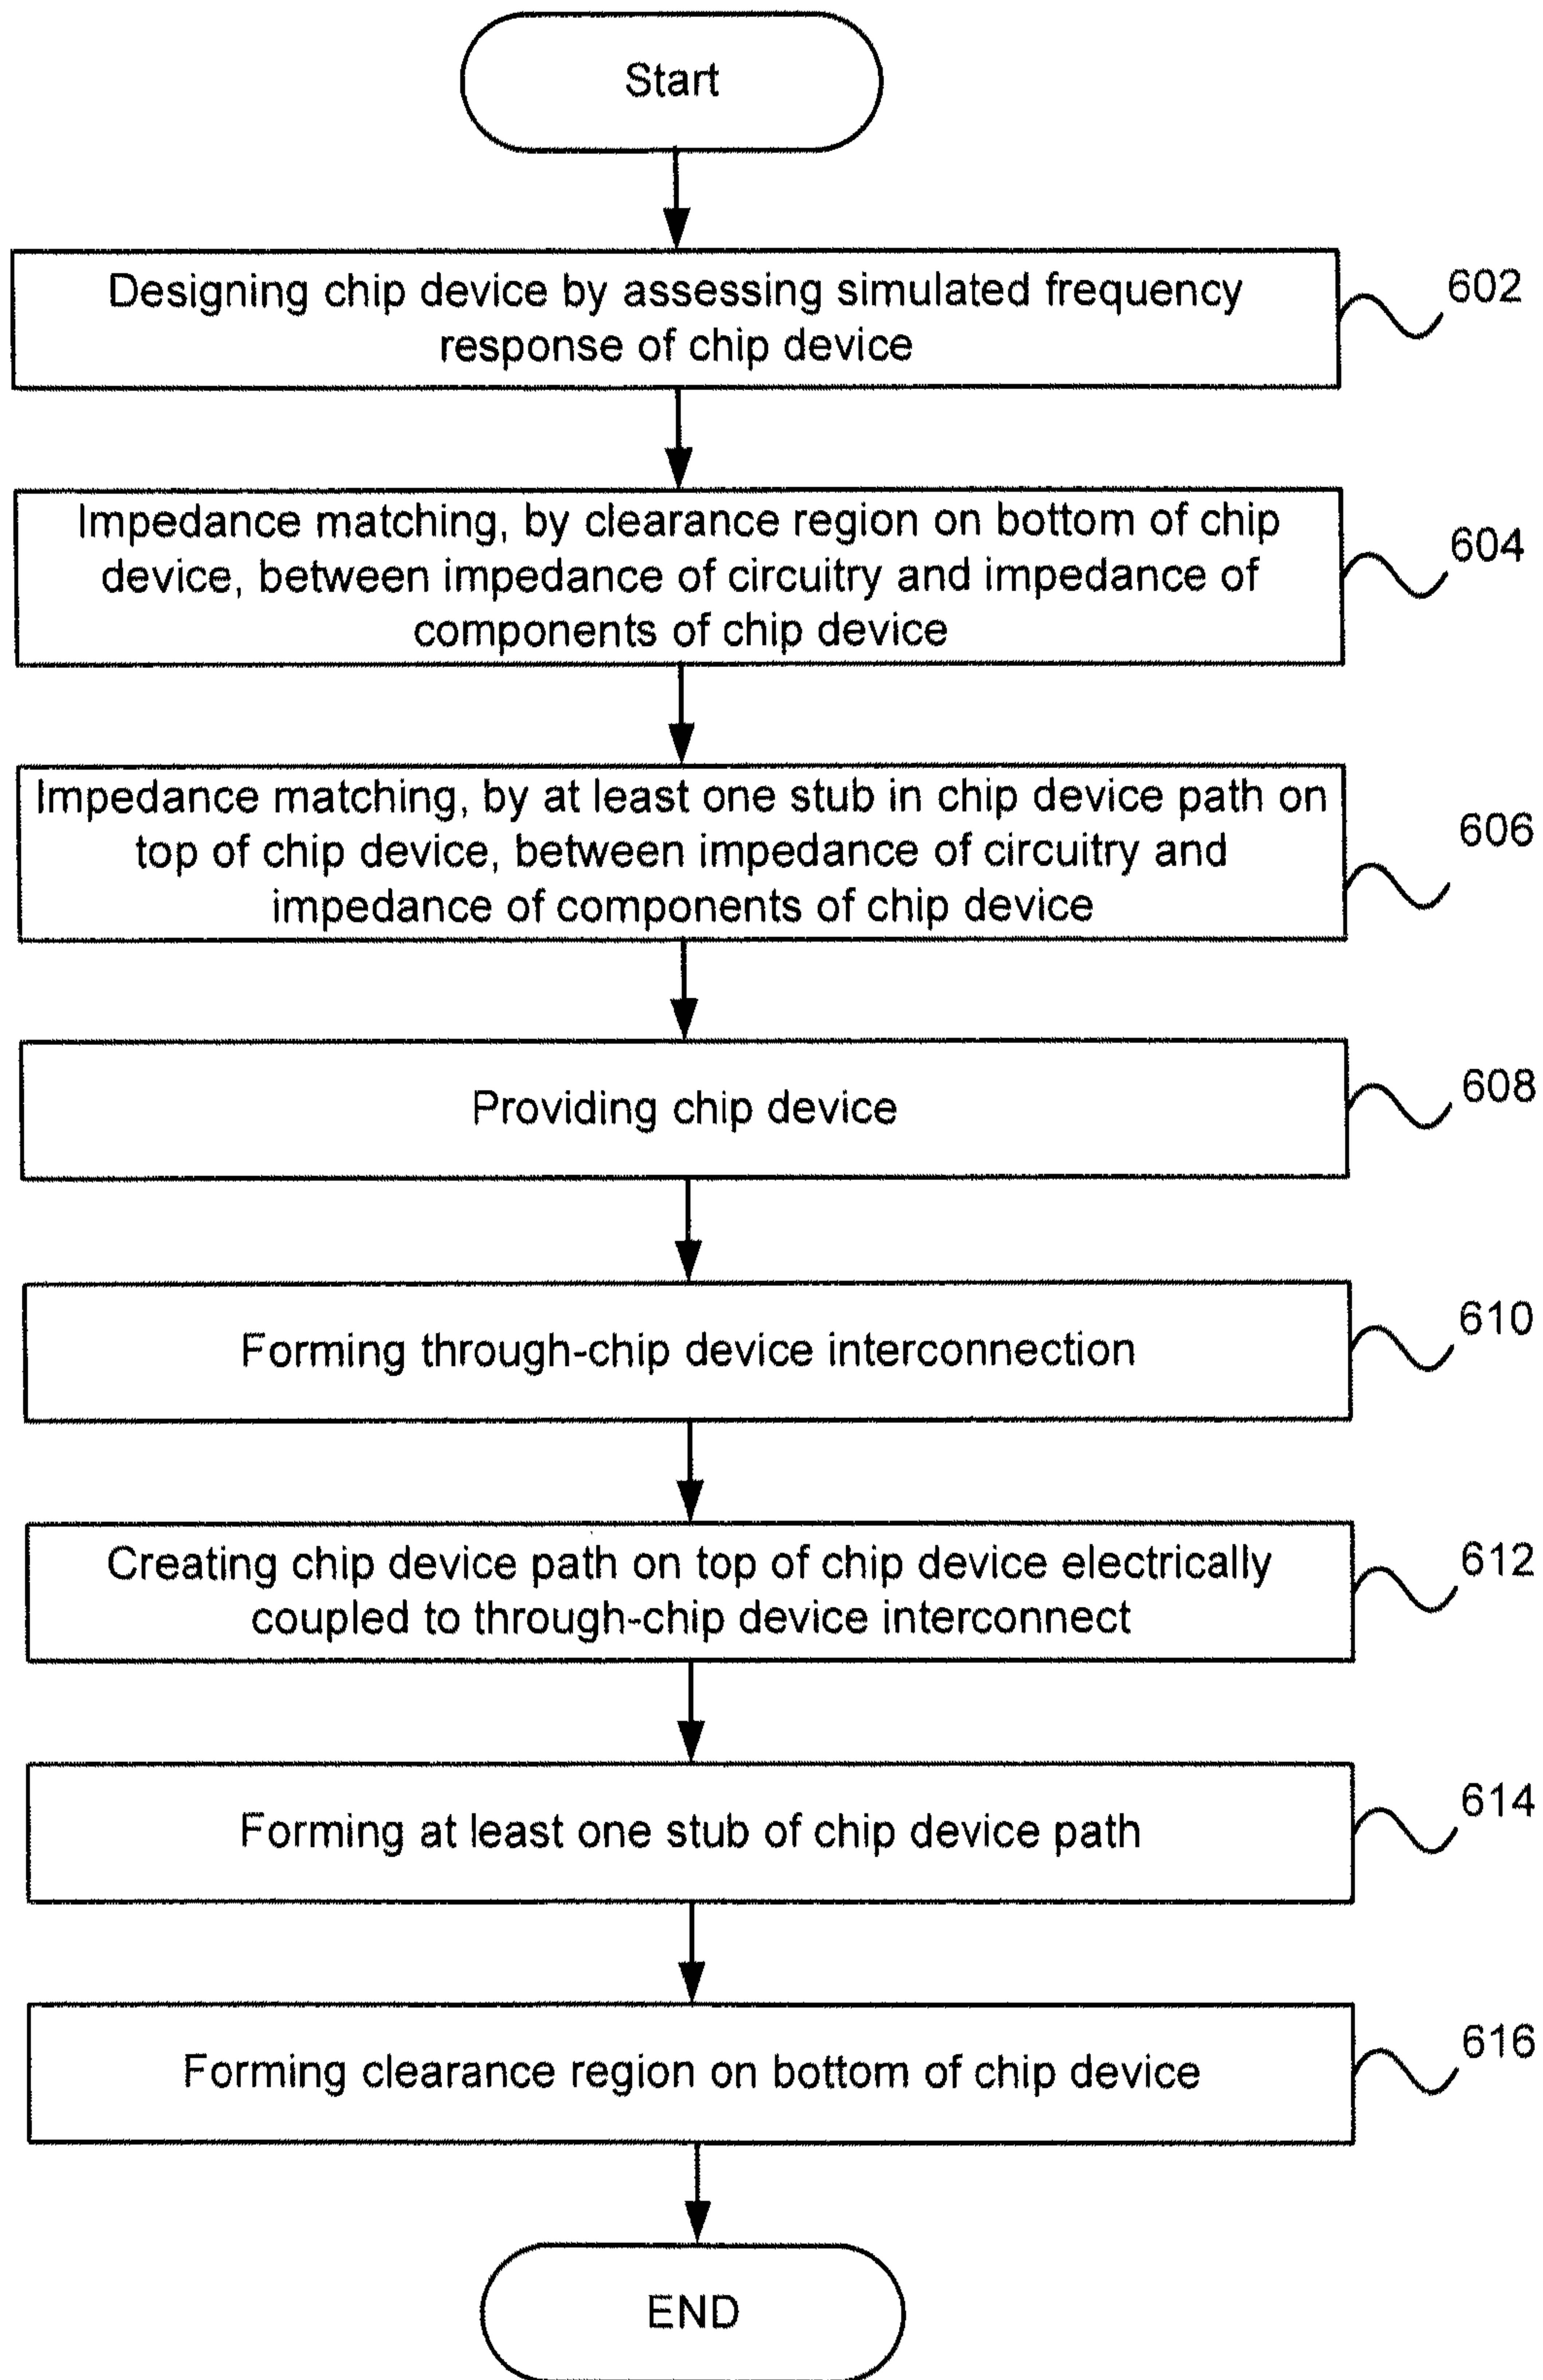 Start
Designing chip device by assessing simulated frequency
response of chip device
602
Impedance matching, by clearance region on bottom of chip
device, between impedance of circuitry and impedance of
components of chip device
604
Impedance matching, by at least one stub in chip device path on
top of chip device, between impedance of circuitry and
impedance of components of chip device
606
Providing chip device
608
Forming through-chip device interconnection
610
Creating chip device path on top of chip device electrically
coupled to through-chip device interconnect
612
Forming at least one stub of chip device path
614
Forming clearance region on bottom of chip device
616
END